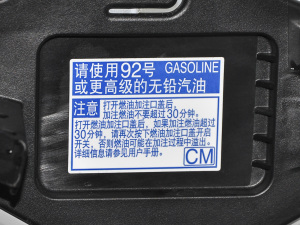 请使用92号 GASOLINE
或更高级的无铅汽油
注意 打开燃油加注口盖后，
加注燃油不要超过30分钟。
打开燃油加注口盖后，如果加注燃油超过
30分钟，请再次按下燃油加注口盖开启
开关，否则燃油可能在加注过程中溢出。
详细信息请参见用户手册。
CM